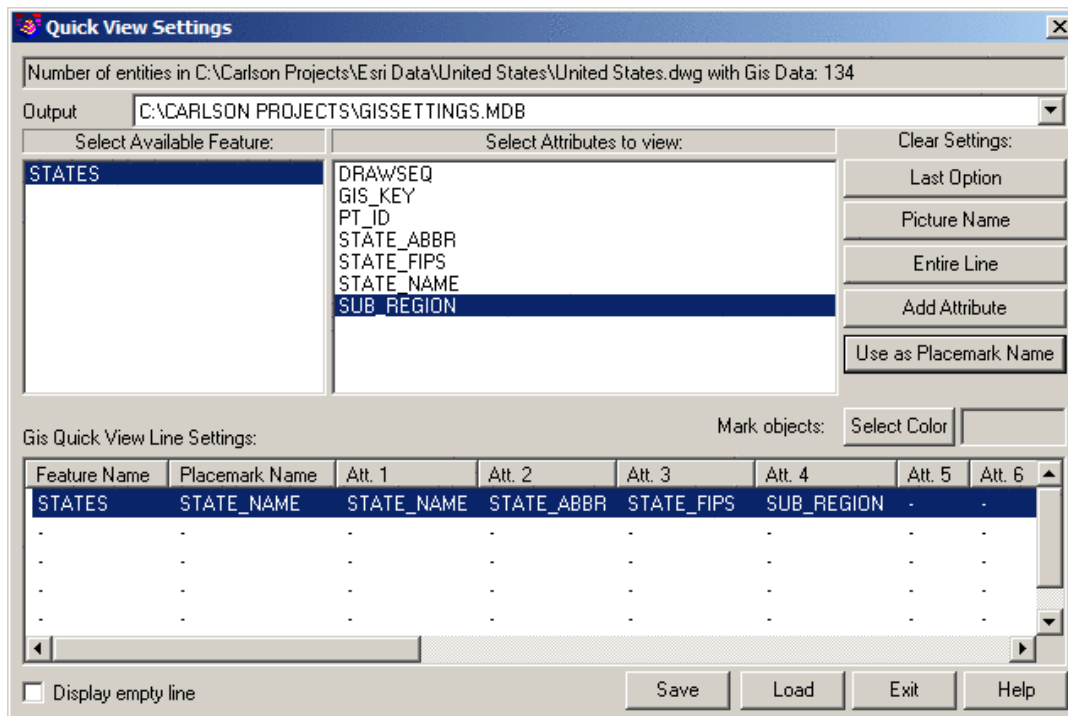 Quick View Settings
Number of entities in C:\Carlson Projects\Esri Data\United States\United States.dwg with Gis Data: 134
Output C:\CARLSON PROJECTS\GISSETTINGS.MDB
Select Available Feature: Select Attributes to view: Clear Settings:
STATES
DRAWSEQ
GIS_KEY
PT_ID
STATE_ABBR
STATE_FIPS
STATE_NAME
SUB_REGION
Last Option
Picture Name
Entire Line
Add Attribute
Use as Placemark Name
Mark objects: Select Color
Gis Quick View Line Settings:
Feature Name Placemark Name Att. 1 Att. 2 Att. 3 Att. 4 Att. 5 Att. 6
STATES STATE_NAME STATE_NAME STATE_ABBR STATE_FIPS SUB_REGION - -
- - - - - - - -
- - - - - - - -
- - - - - - - -
- - - - - - - -
Display empty line Save Load Exit Help